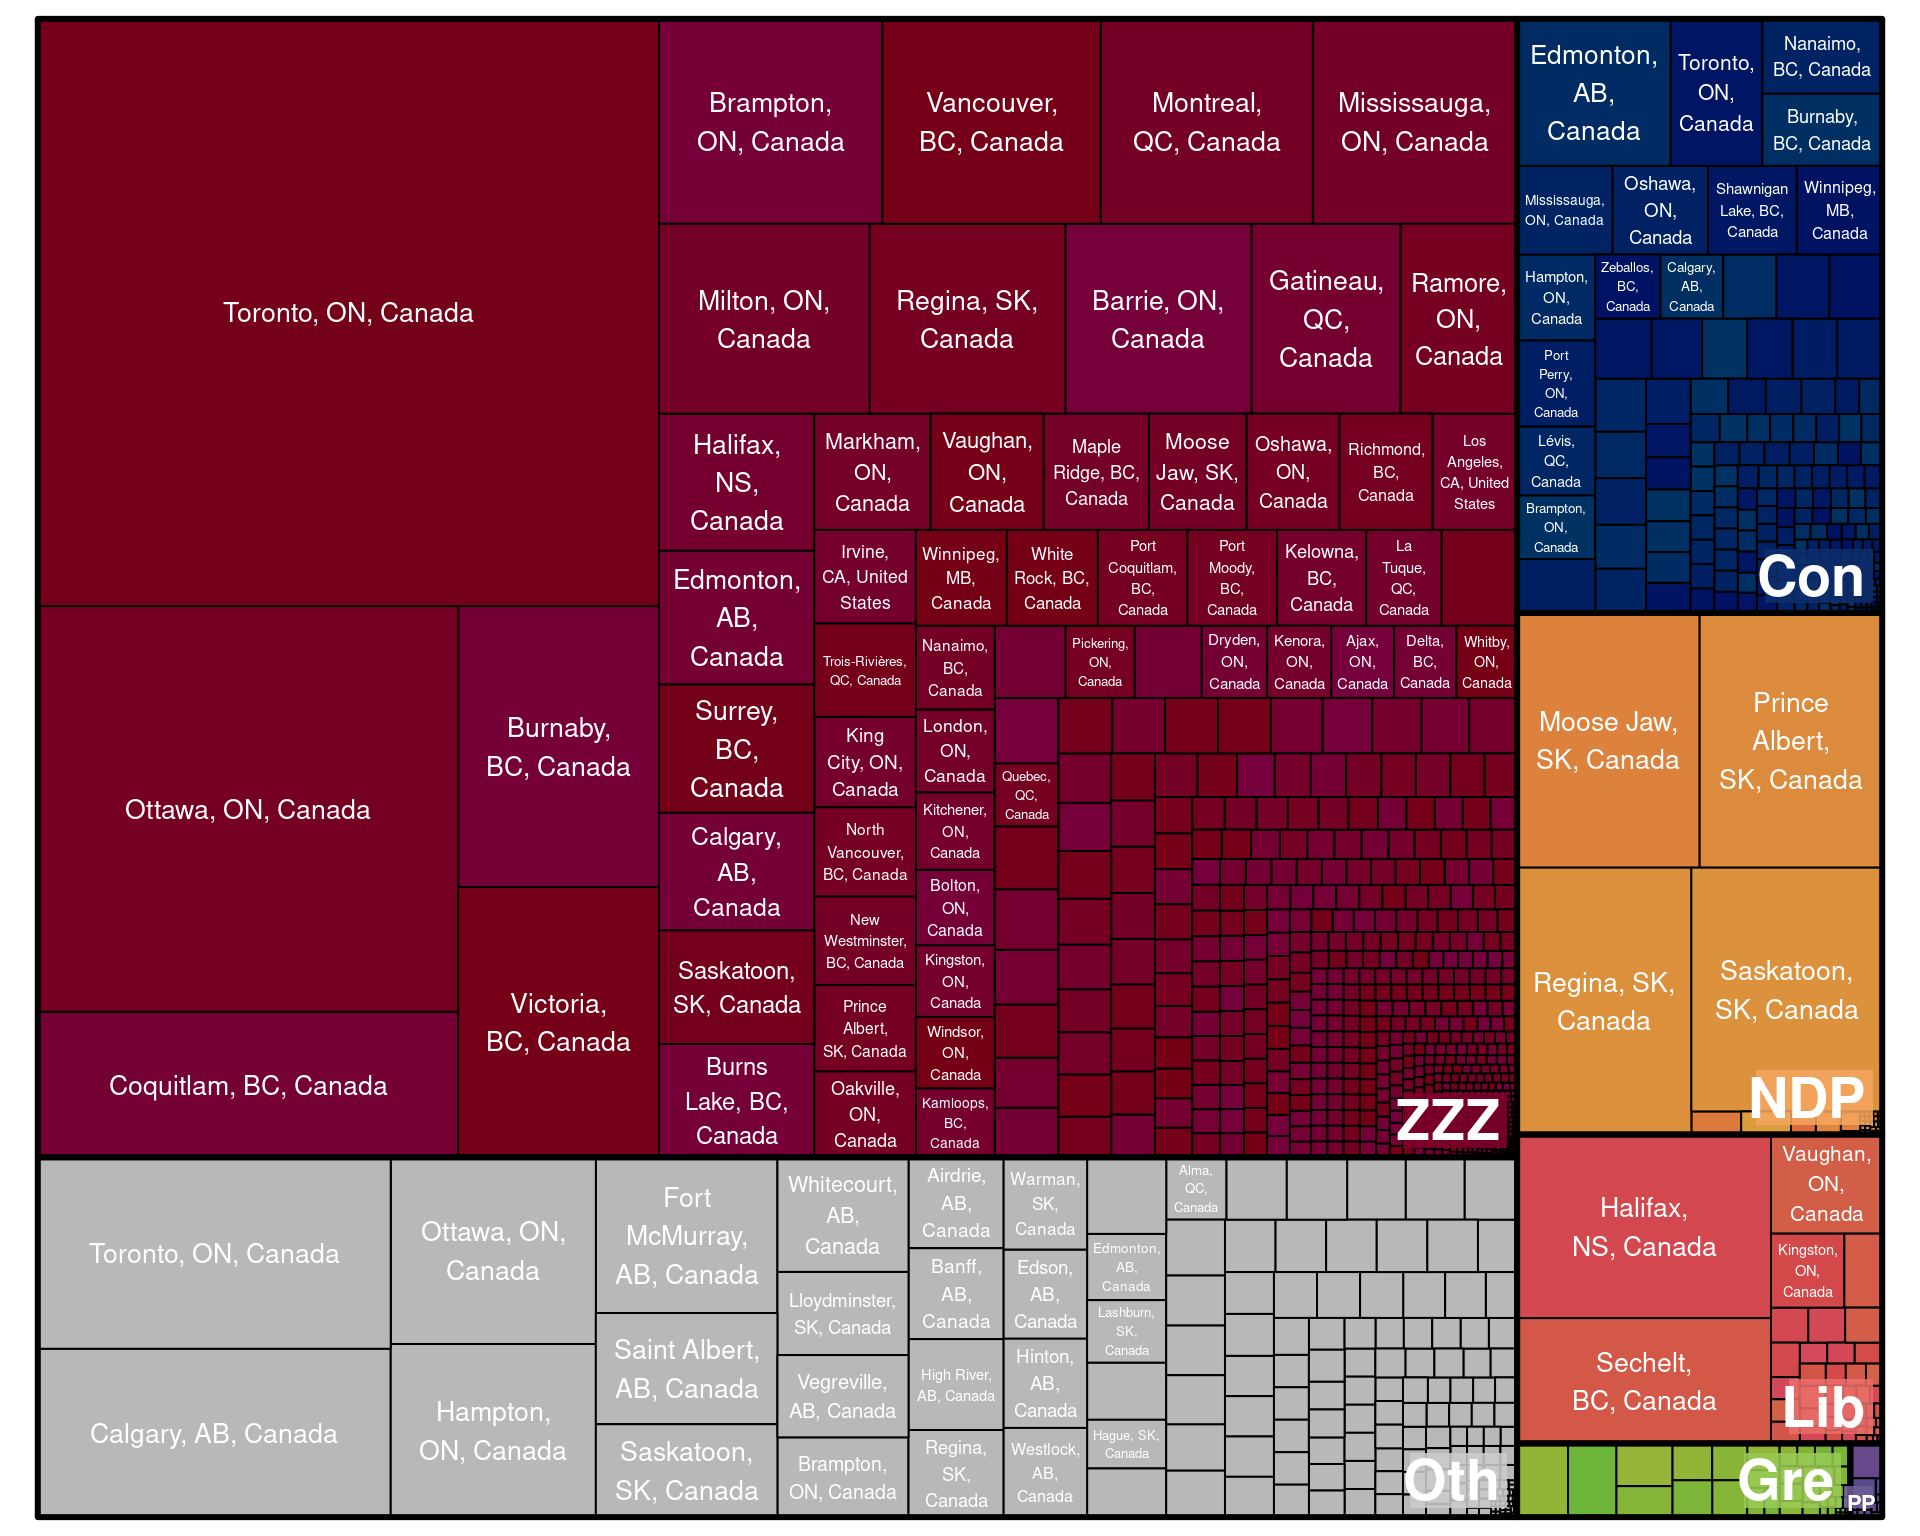 Toronto, ON, Canada
Ottawa, ON, Canada
Coquitlam, BC, Canada
Burnaby,
BC, Canada
Victoria,
BC, Canada
Brampton,
ON, Canada
Vancouver,
BC, Canada
Montreal,
QC, Canada
Mississauga,
ON, Canada
Milton, ON,
Canada
Regina, SK,
Canada
Barrie, ON,
Canada
Gatineau,
QC,
Canada
Ramore,
ON,
Canada
Halifax,
NS,
Canada
Edmonton,
AB,
Canada
Surrey,
BC,
Canada
Calgary,
AB,
Canada
Saskatoon,
SK, Canada
Burns
Lake, BC,
Canada
Markham,
ON,
Canada
Vaughan,
ON,
Canada
Maple
Ridge, BC,
Canada
Moose
Jaw, SK,
Canada
Oshawa,
ON,
Canada
Richmond,
BC,
Canada
Los
Angeles,
CA, United
States
Irvine,
CA, United
States
Trois-Rivières,
QC, Canada
King
City, ON,
Canada
North
Vancouver,
BC, Canada
New
Westminster,
BC, Canada
Prince
Albert,
SK, Canada
Oakville,
ON,
Canada
Winnipeg,
MB,
Canada
White
Rock, BC,
Canada
Port
Coquitlam,
BC,
Canada
Port
Moody,
BC,
Canada
Kelowna,
BC,
Canada
La
Tuque,
QC,
Canada
Nanaimo,
BC,
Canada
London,
ON,
Canada
Kitchener,
ON,
Canada
Bolton,
ON,
Canada
Kingston,
ON,
Canada
Windsor,
ON,
Canada
Kamloops,
BC,
Canada
Pickering,
ON,
Canada
Dryden,
ON,
Canada
Kenora,
ON,
Canada
Ajax,
ON,
Canada
Delta,
BC,
Canada
Whitby,
ON,
Canada
Quebec,
QC,
Canada
ZZZ
Toronto, ON, Canada
Calgary, AB, Canada
Ottawa, ON,
Canada
Hampton,
ON, Canada
Fort
McMurray,
AB, Canada
Saint Albert,
AB, Canada
Saskatoon,
SK, Canada
Whitecourt,
AB,
Canada
Lloydminster,
SK, Canada
Vegreville,
AB, Canada
Brampton,
ON, Canada
Airdrie,
AB,
Canada
Banff,
AB,
Canada
High River,
AB, Canada
Regina,
SK,
Canada
Warman,
SK,
Canada
Edson,
AB,
Canada
Hinton,
AB,
Canada
Westlock,
AB,
Canada
Edmonton,
AB,
Canada
Lashburn,
SK,
Canada
Hague, SK,
Canada
Alma,
QC,
Canada
Oth
Edmonton,
AB,
Canada
Toronto,
ON,
Canada
Nanaimo,
BC, Canada
Burnaby,
BC, Canada
Mississauga,
ON, Canada
Oshawa,
ON,
Canada
Shawnigan
Lake, BC,
Canada
Winnipeg,
MB,
Canada
Hampton,
ON,
Canada
Port
Perry,
ON,
Canada
Lévis,
QC,
Canada
Brampton,
ON,
Canada
Zeballos,
BC,
Canada
Calgary,
AB,
Canada
Con
Moose Jaw,
SK, Canada
Prince
Albert,
SK, Canada
Regina, SK,
Canada
Saskatoon,
SK, Canada
NDP
Halifax,
NS, Canada
Sechelt,
BC, Canada
Vaughan,
ON,
Canada
Kingston,
ON,
Canada
Lib
Gre
PP